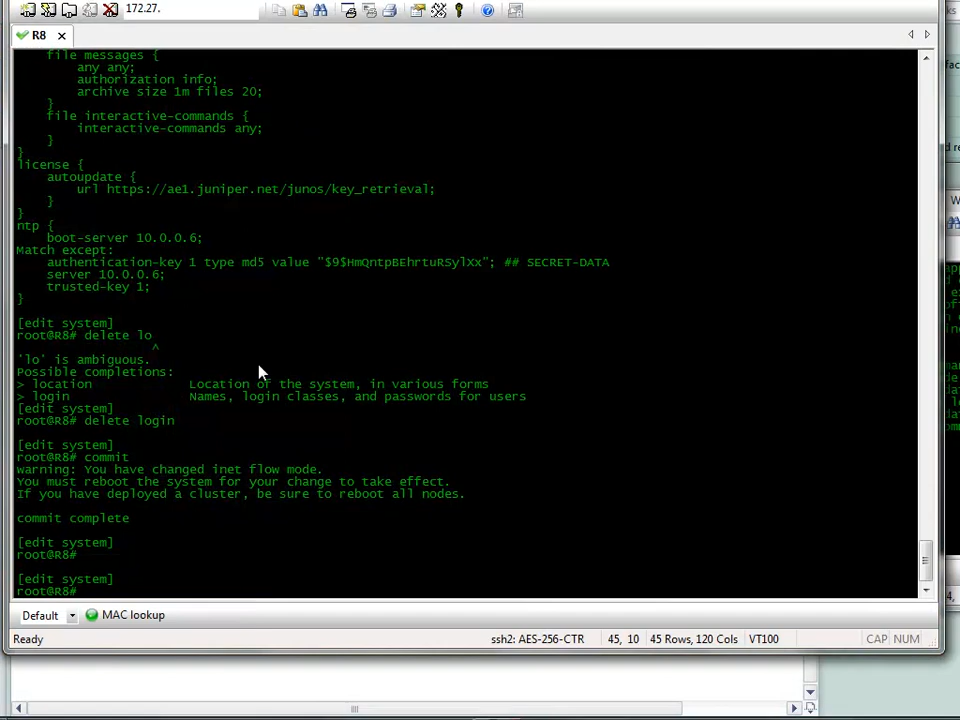 172.27.
R8
file messages {
any any;
authorization info;
archive size 1m files 20;
}
file interactive-commands {
interactive-commands any;
}
}
license {
autoupdate {
url https://ae1.juniper.net/junos/key_retrieval;
}
}
ntp {
boot-server 10.0.0.6;
Match except:
authentication-key 1 type md5 value "$9$HmQntpBEhrtuRSylXx"; ## SECRET-DATA
server 10.0.0.6;
trusted-key 1;
}
[edit system]
root@R8# delete lo
^
'lo' is ambiguous.
Possible completions:
> location Location of the system, in various forms
> login Names, login classes, and passwords for users
[edit system]
root@R8# delete login
[edit system]
root@R8# commit
warning: You have changed inet flow mode.
You must reboot the system for your change to take effect.
If you have deployed a cluster, be sure to reboot all nodes.
commit complete
[edit system]
root@R8#
[edit system]
root@R8#
Default MAC lookup
Ready ssh2: AES-256-CTR 45, 10 45 Rows, 120 Cols VT100 CAP NUM